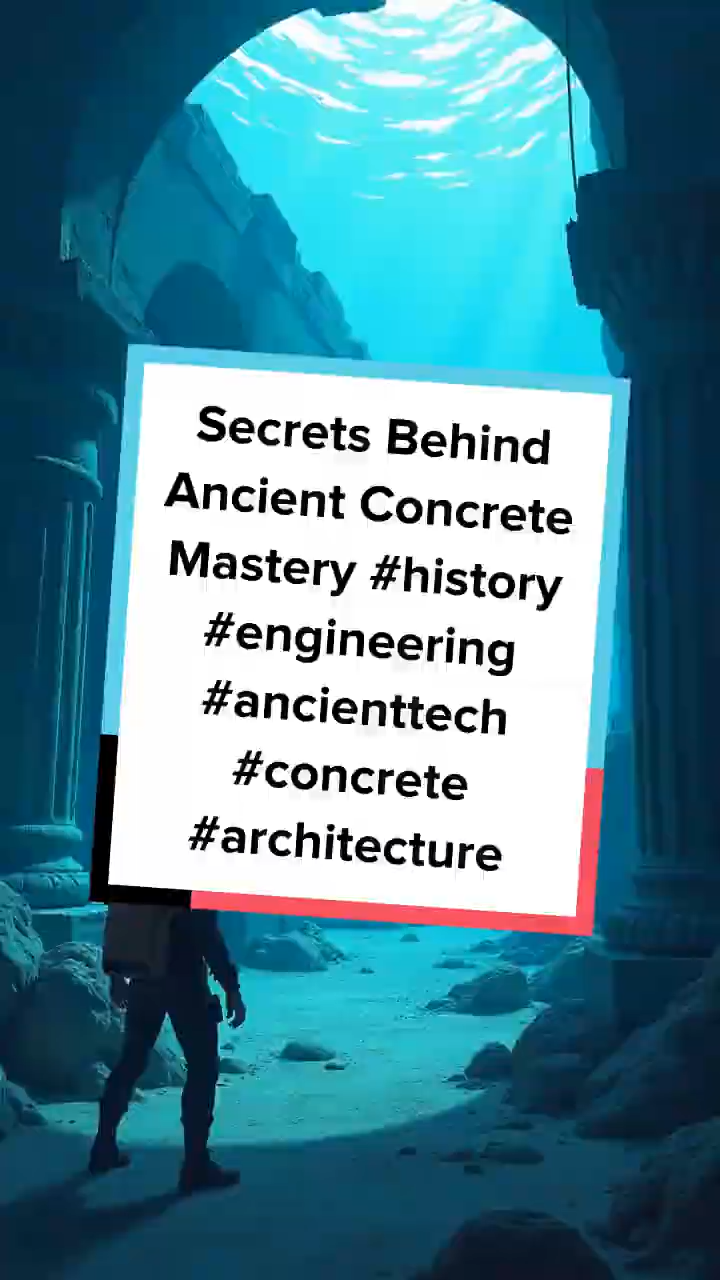 Secrets Behind
Ancient Concrete
Mastery #history
#engineering
#ancienttech
#concrete
#architecture